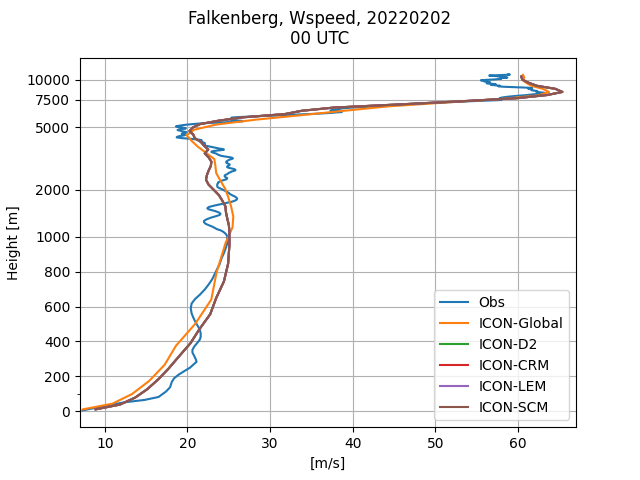 Falkenberg, Wspeed, 20220202
00 UTC
10000
7500
5000
2000
1000
800
600
400
200
0
Height [m]
Obs
ICON-Global
ICON-D2
ICON-CRM
ICON-LEM
ICON-SCM
10 20 30 40 50 60
[m/s]